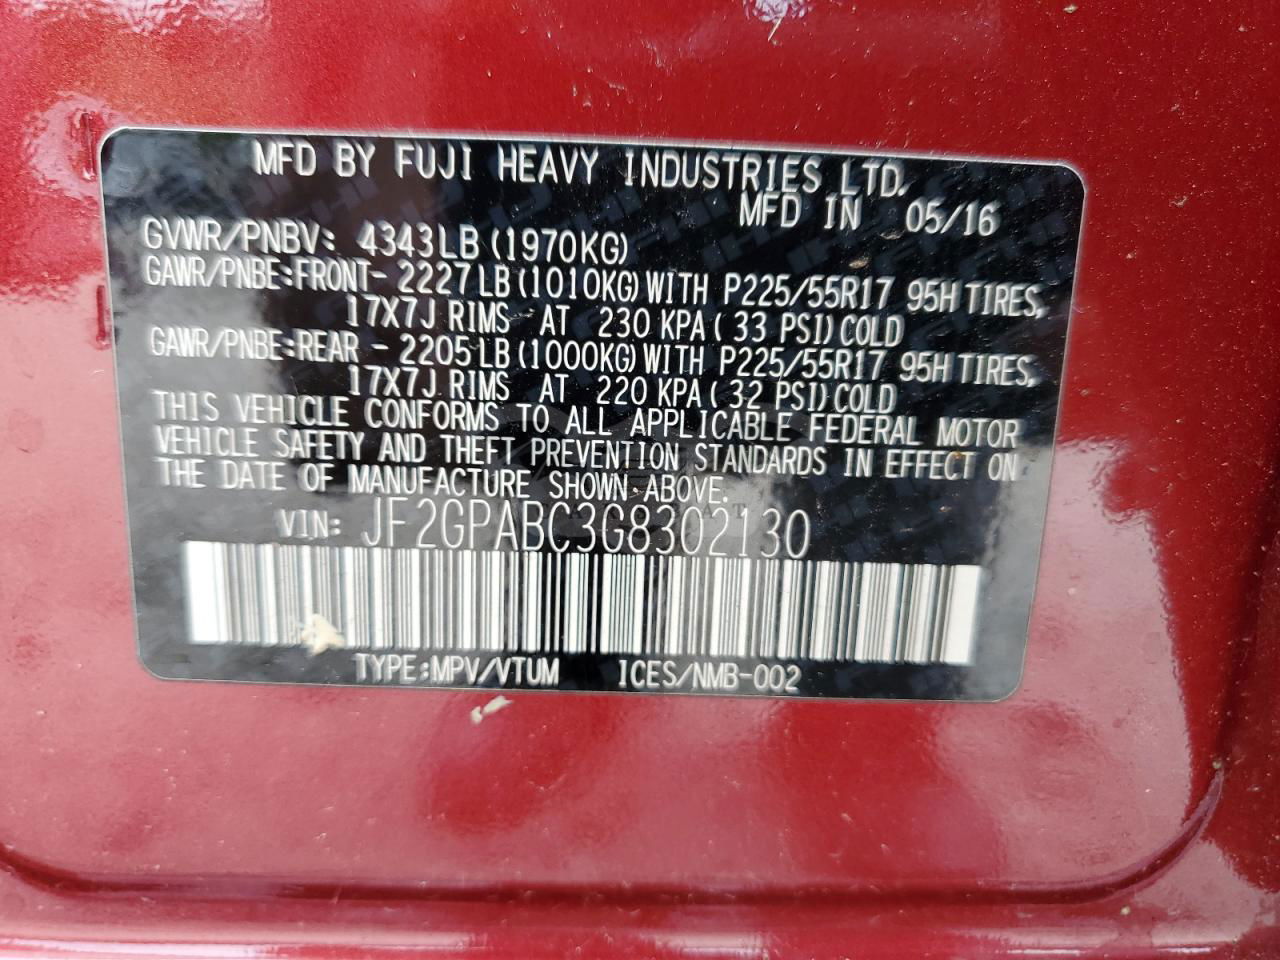 MFD BY FUJI HEAVY INDUSTRIES LTD.
MFD IN 05/16
GVWR/PNBV: 4343LB (1970KG)
GAWR/PNBE:FRONT- 2227LB (1010KG) WITH P225/55R17 95H TIRES,
17X7J RIMS AT 230 KPA ( 33 PSI) COLD
GAWR/PNBE:REAR - 2205LB (1000KG) WITH P225/55R17 95H TIRES,
17X7J RIMS AT 220 KPA ( 32 PSI) COLD
THIS VEHICLE CONFORMS TO ALL APPLICABLE FEDERAL MOTOR
VEHICLE SAFETY AND THEFT PREVENTION STANDARDS IN EFFECT ON
THE DATE OF MANUFACTURE SHOWN ABOVE.
VIN: JF2GPABC3G8302130
TYPE:MPV/VTUM ICES/NMB-002